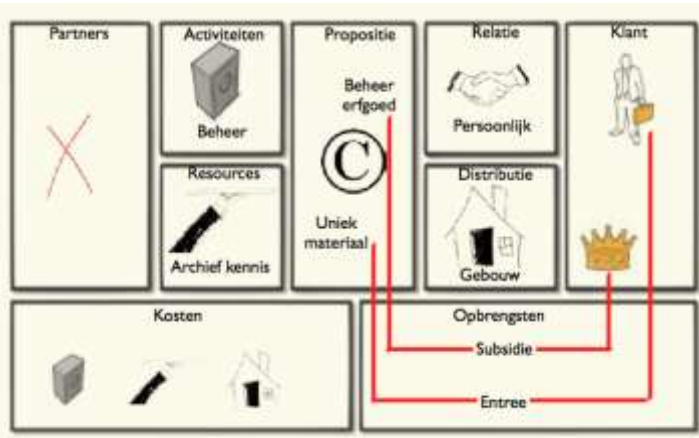 Partners
Activiteiten
Beheer
Resources
Archief kennis
Propositie
Beheer
erfgoed
©
Uniek
materiaal
Relatie
Persoonlijk
Distributie
Gebouw
Klant
Kosten
Opbrengsten
Subsidie
Entree